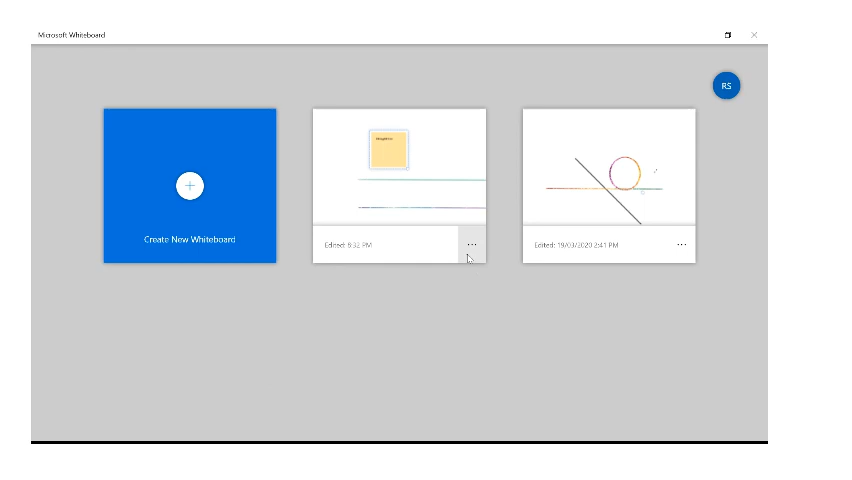 Microsoft Whiteboard
RS
Create New Whiteboard
Edited: 8:32 PM
...
Edited: 19/03/2020 2:41 PM
...